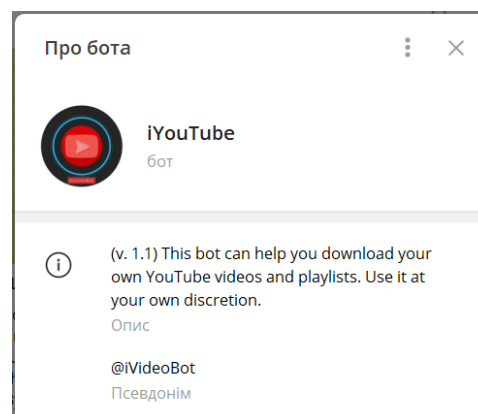 Про бота
iYouTube
бот
(v. 1.1) This bot can help you download your
own YouTube videos and playlists. Use it at
your own discretion.
Опис
@iVideoBot
Псевдонім